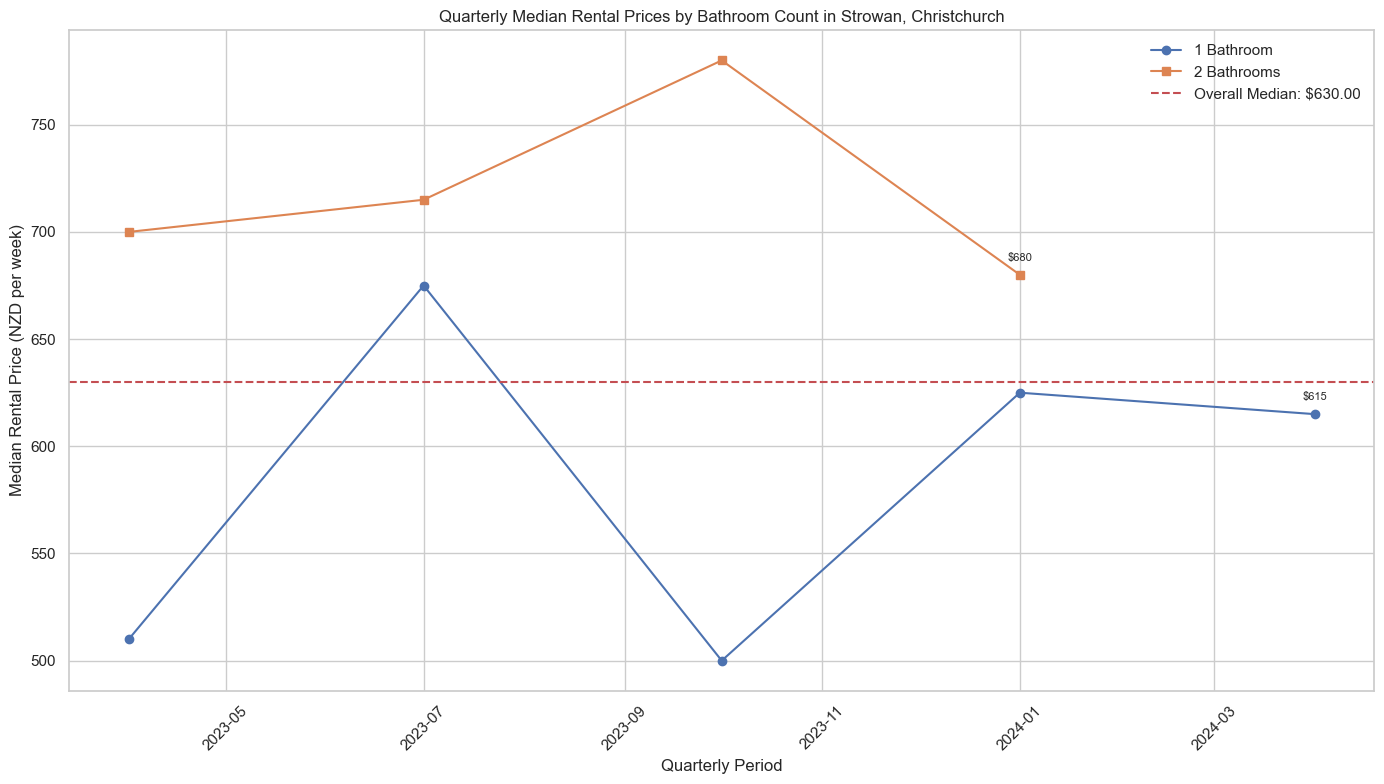 Quarterly Median Rental Prices by Bathroom Count in Strowan, Christchurch
1 Bathroom
2 Bathrooms
Overall Median: $630.00
Median Rental Price (NZD per week)
750
700
650
600
550
500
$680
$615
2023-05
2023-07
2023-09
2023-11
2024-01
2024-03
Quarterly Period